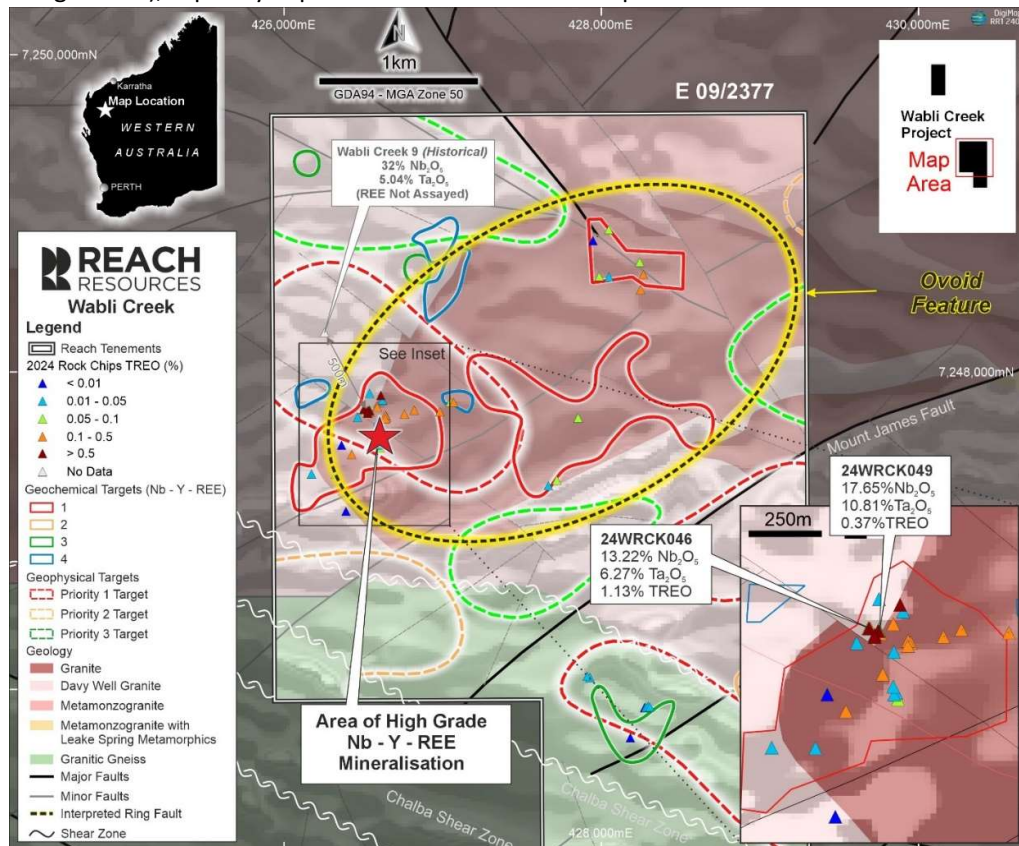 426,000mE
428,000mE
430,000mE
7,250,000mN
N
1km
GDA94 - MGA Zone 50
E 09/2377
Karratha
Map Location
WESTERN
AUSTRALIA
PERTH
Wabli Creek
Project
Map
Area
Wabli Creek 9 (Historical)
32% Nb₂O₅
5.04% Ta₂O₅
(REE Not Assayed)
500m
See Inset
Ovoid
Feature
7,248,000mN
Mount James Fault
REACH
RESOURCES
Wabli Creek
Legend
Reach Tenements
2024 Rock Chips TREO (%)
< 0.01
0.01 - 0.05
0.05 - 0.1
0.1 - 0.5
> 0.5
No Data
Geochemical Targets (Nb - Y - REE)
1
2
3
4
Geophysical Targets
Priority 1 Target
Priority 2 Target
Priority 3 Target
Geology
Granite
Davy Well Granite
Metamonzogranite
Metamonzogranite with
Leake Spring Metamorphics
Granitic Gneiss
Major Faults
Minor Faults
Interpreted Ring Fault
Shear Zone
24WRCK049
17.65%Nb₂O₅
10.81%Ta₂O₅
0.37%TREO
24WRCK046
13.22% Nb₂O₅
6.27% Ta₂O₅
1.13% TREO
250m
Area of High Grade
Nb - Y - REE
Mineralisation
Chalba Shear Zone
Chalba Shear Zone
428,000mE